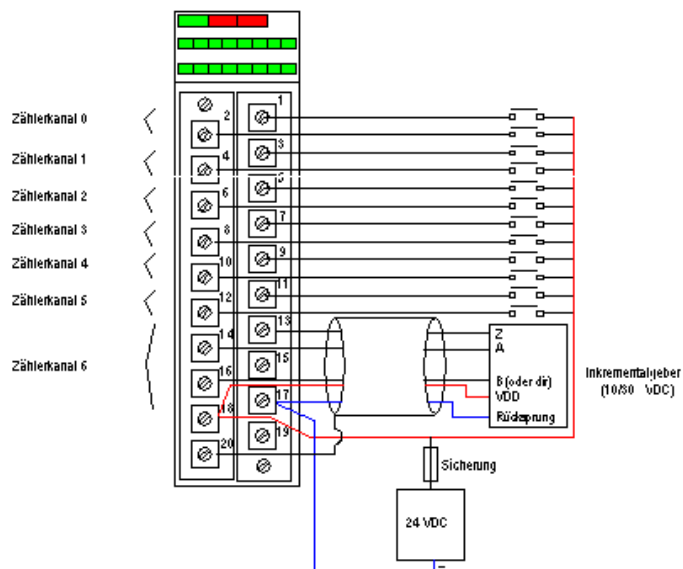 1
Zählerkanal 0
2
3
Zählerkanal 1
4
5
Zählerkanal 2
6
7
Zählerkanal 3
8
9
Zählerkanal 4
10
11
Zählerkanal 5
12
13
14
Z
A
15
Zählerkanal 6
16
B (oder dir)
VDD
Inkrementalgeber
(10/30 VDC)
17
18
Rücksprung
19
20
Sicherung
24 VDC